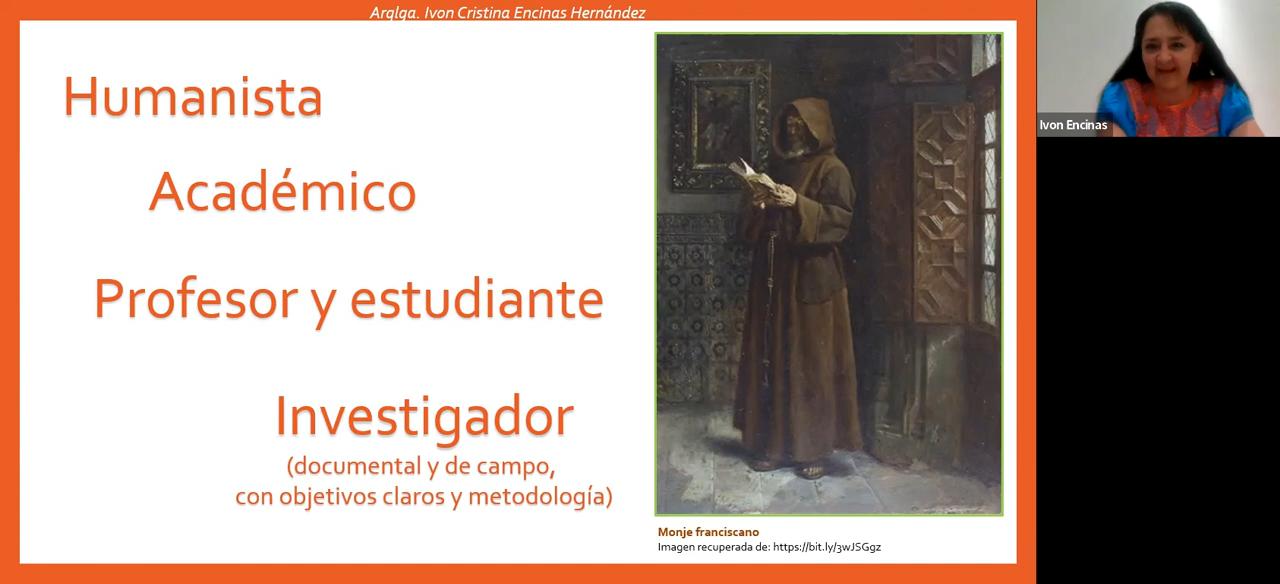 Arqlga. Ivon Cristina Encinas Hernández
Humanista
Académico
Profesor y estudiante
Investigador
(documental y de campo,
con objetivos claros y metodología)
Monje franciscano
Imagen recuperada de: https://bit.ly/3wJSGgz
Ivon Encinas